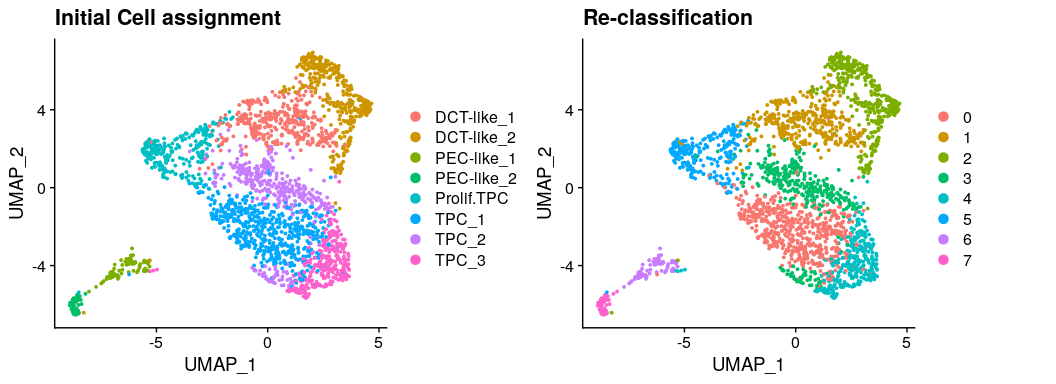 Initial Cell assignment
4
0
-4
-5
0
5
UMAP_2
UMAP_1
DCT-like_1
DCT-like_2
PEC-like_1
PEC-like_2
Prolif.TPC
TPC_1
TPC_2
TPC_3
Re-classification
4
0
-4
-5
0
5
UMAP_2
UMAP_1
0
1
2
3
4
5
6
7